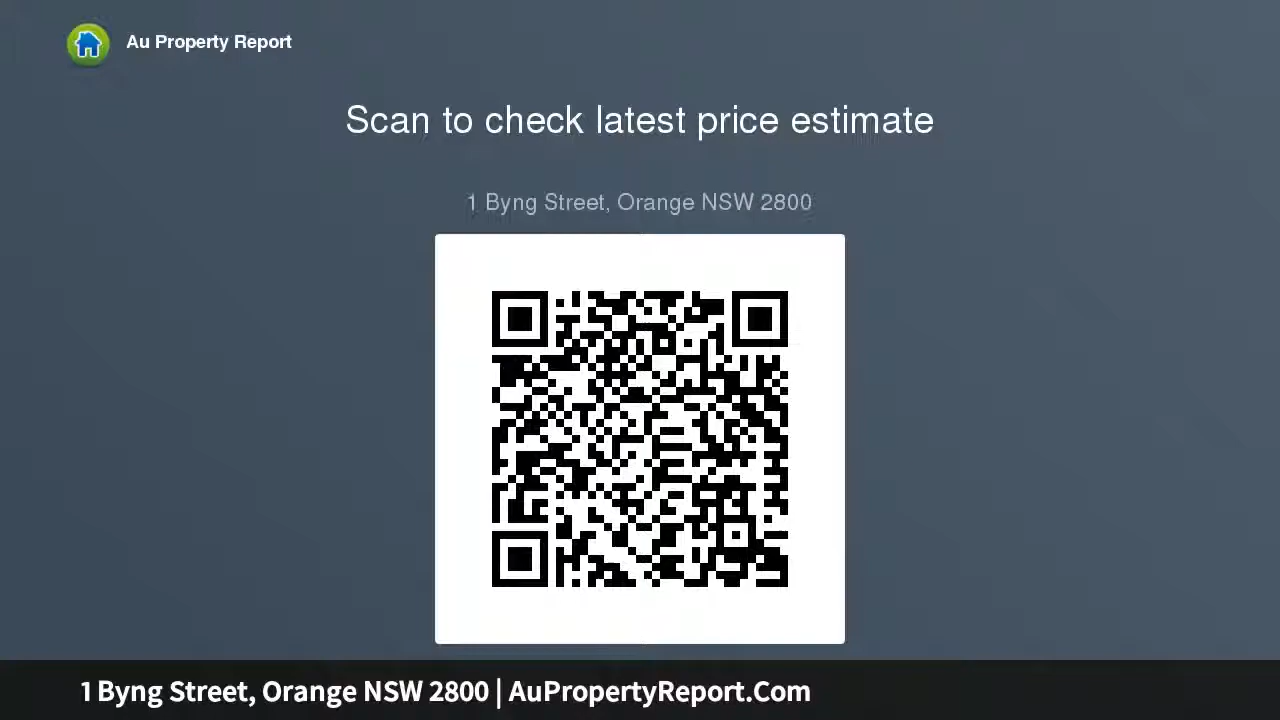 Au Property Report
Scan to check latest price estimate
1 Byng Street, Orange NSW 2800
1 Byng Street, Orange NSW 2800 | AuPropertyReport.Com